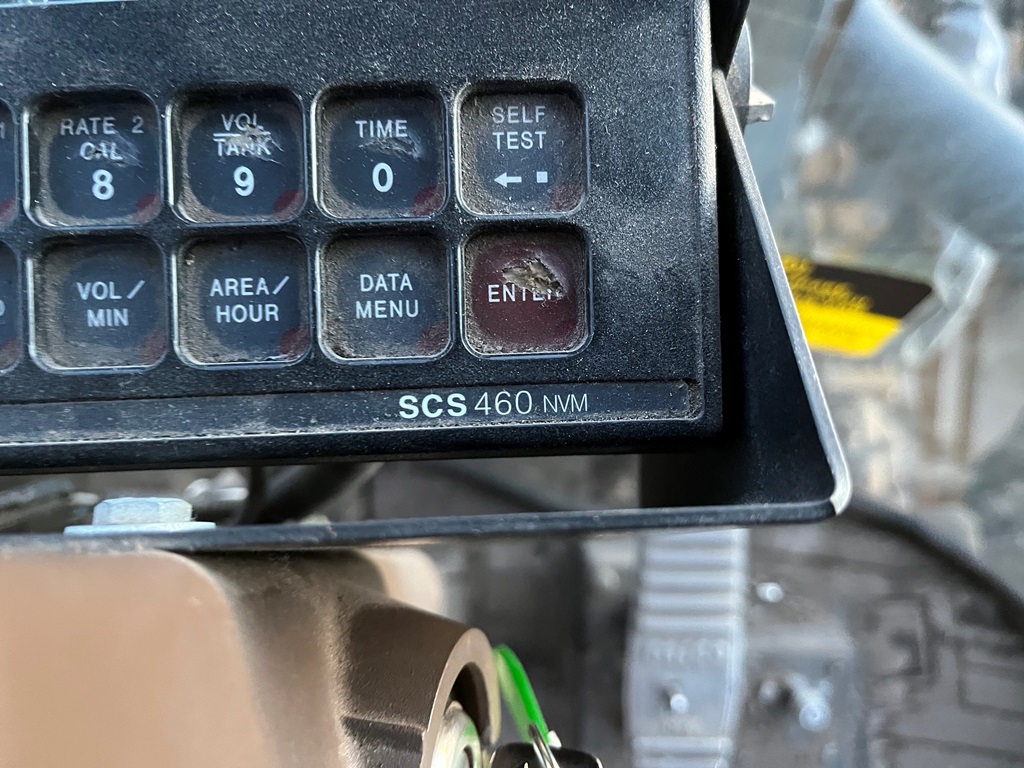 RATE 2
CAL
8
VOL
TANK
9
TIME
0
SELF
TEST
VOL/
MIN
AREA/
HOUR
DATA
MENU
ENTER
SCS 460 NVM